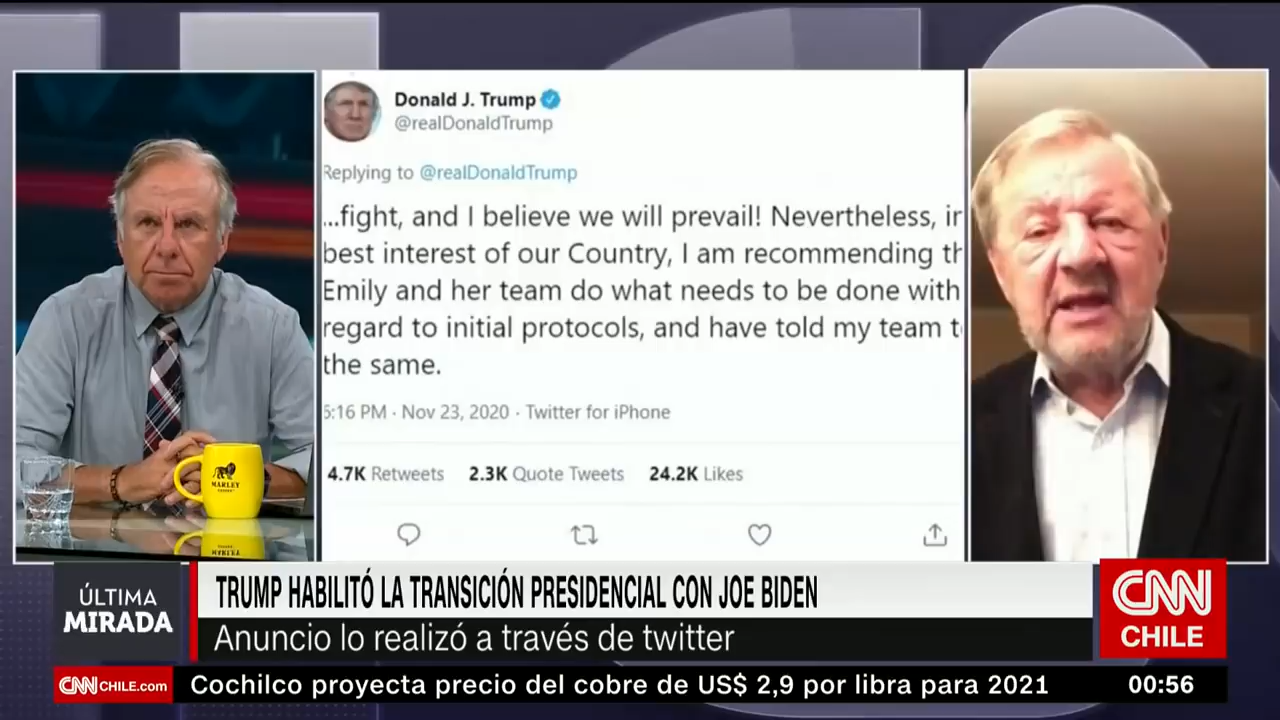 Donald J. Trump
@realDonaldTrump
Replying to @realDonaldTrump
...fight, and I believe we will prevail! Nevertheless, in
best interest of our Country, I am recommending th
Emily and her team do what needs to be done with
regard to initial protocols, and have told my team t
the same.
6:16 PM · Nov 23, 2020 · Twitter for iPhone
4.7K Retweets 2.3K Quote Tweets 24.2K Likes
MARLEY
ÚLTIMA
MIRADA
TRUMP HABILITÓ LA TRANSICIÓN PRESIDENCIAL CON JOE BIDEN
Anuncio lo realizó a través de twitter
CNN
CHILE
CNNCHILE.com
Cochilco proyecta precio del cobre de US$ 2,9 por libra para 2021
00:56